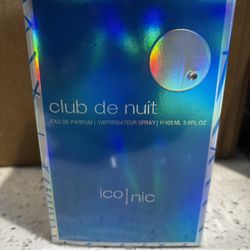 club de nuit
EAU DE PARFUM | VAPORISATEUR SPRAY | ℮105 ML 3.6FL.OZ
ico|nic